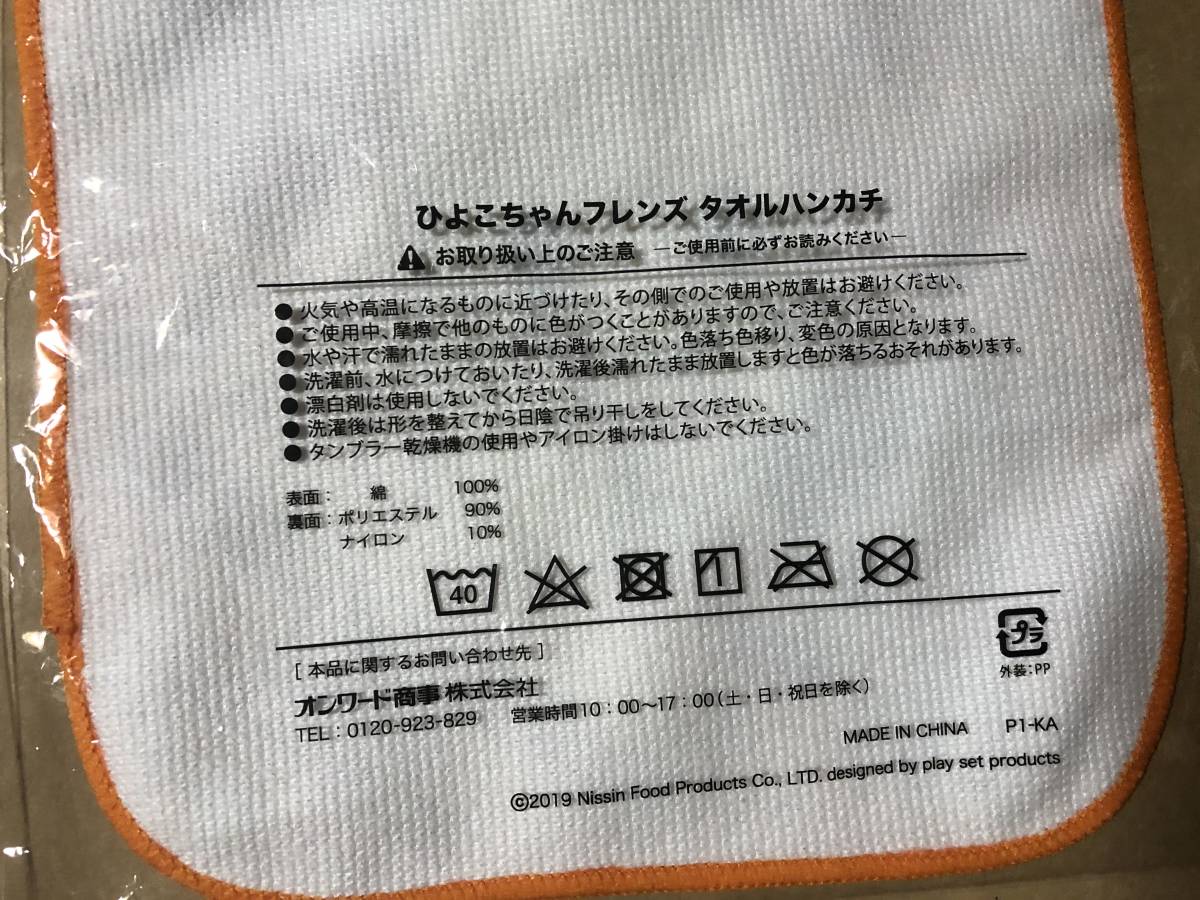 ひよこちゃんフレンズ タオルハンカチ
お取り扱い上のご注意 ―ご使用前に必ずお読みください―
● 火気や高温になるものに近づけたり、その側でのご使用や放置はお避けください。
● ご使用中、摩擦で他のものに色がつくことがありますので、ご注意ください。
● 水や汗で濡れたままの放置はお避けください。色落ち色移り、変色の原因となります。
● 洗濯前、水につけておいたり、洗濯後濡れたまま放置しますと色が落ちるおそれがあります。
● 漂白剤は使用しないでください。
● 洗濯後は形を整えてから日陰で吊り干しをしてください。
● タンブラー乾燥機の使用やアイロン掛けはしないでください。
表面: 綿 100%
裏面:ポリエステル 90%
ナイロン 10%
40
プラ
外装:PP
[ 本品に関するお問い合わせ先 ]
オンワード商事 株式会社
TEL:0120-923-829 営業時間10:00〜17:00(土・日・祝日を除く)
MADE IN CHINA P1-KA
©2019 Nissin Food Products Co., LTD. designed by play set products